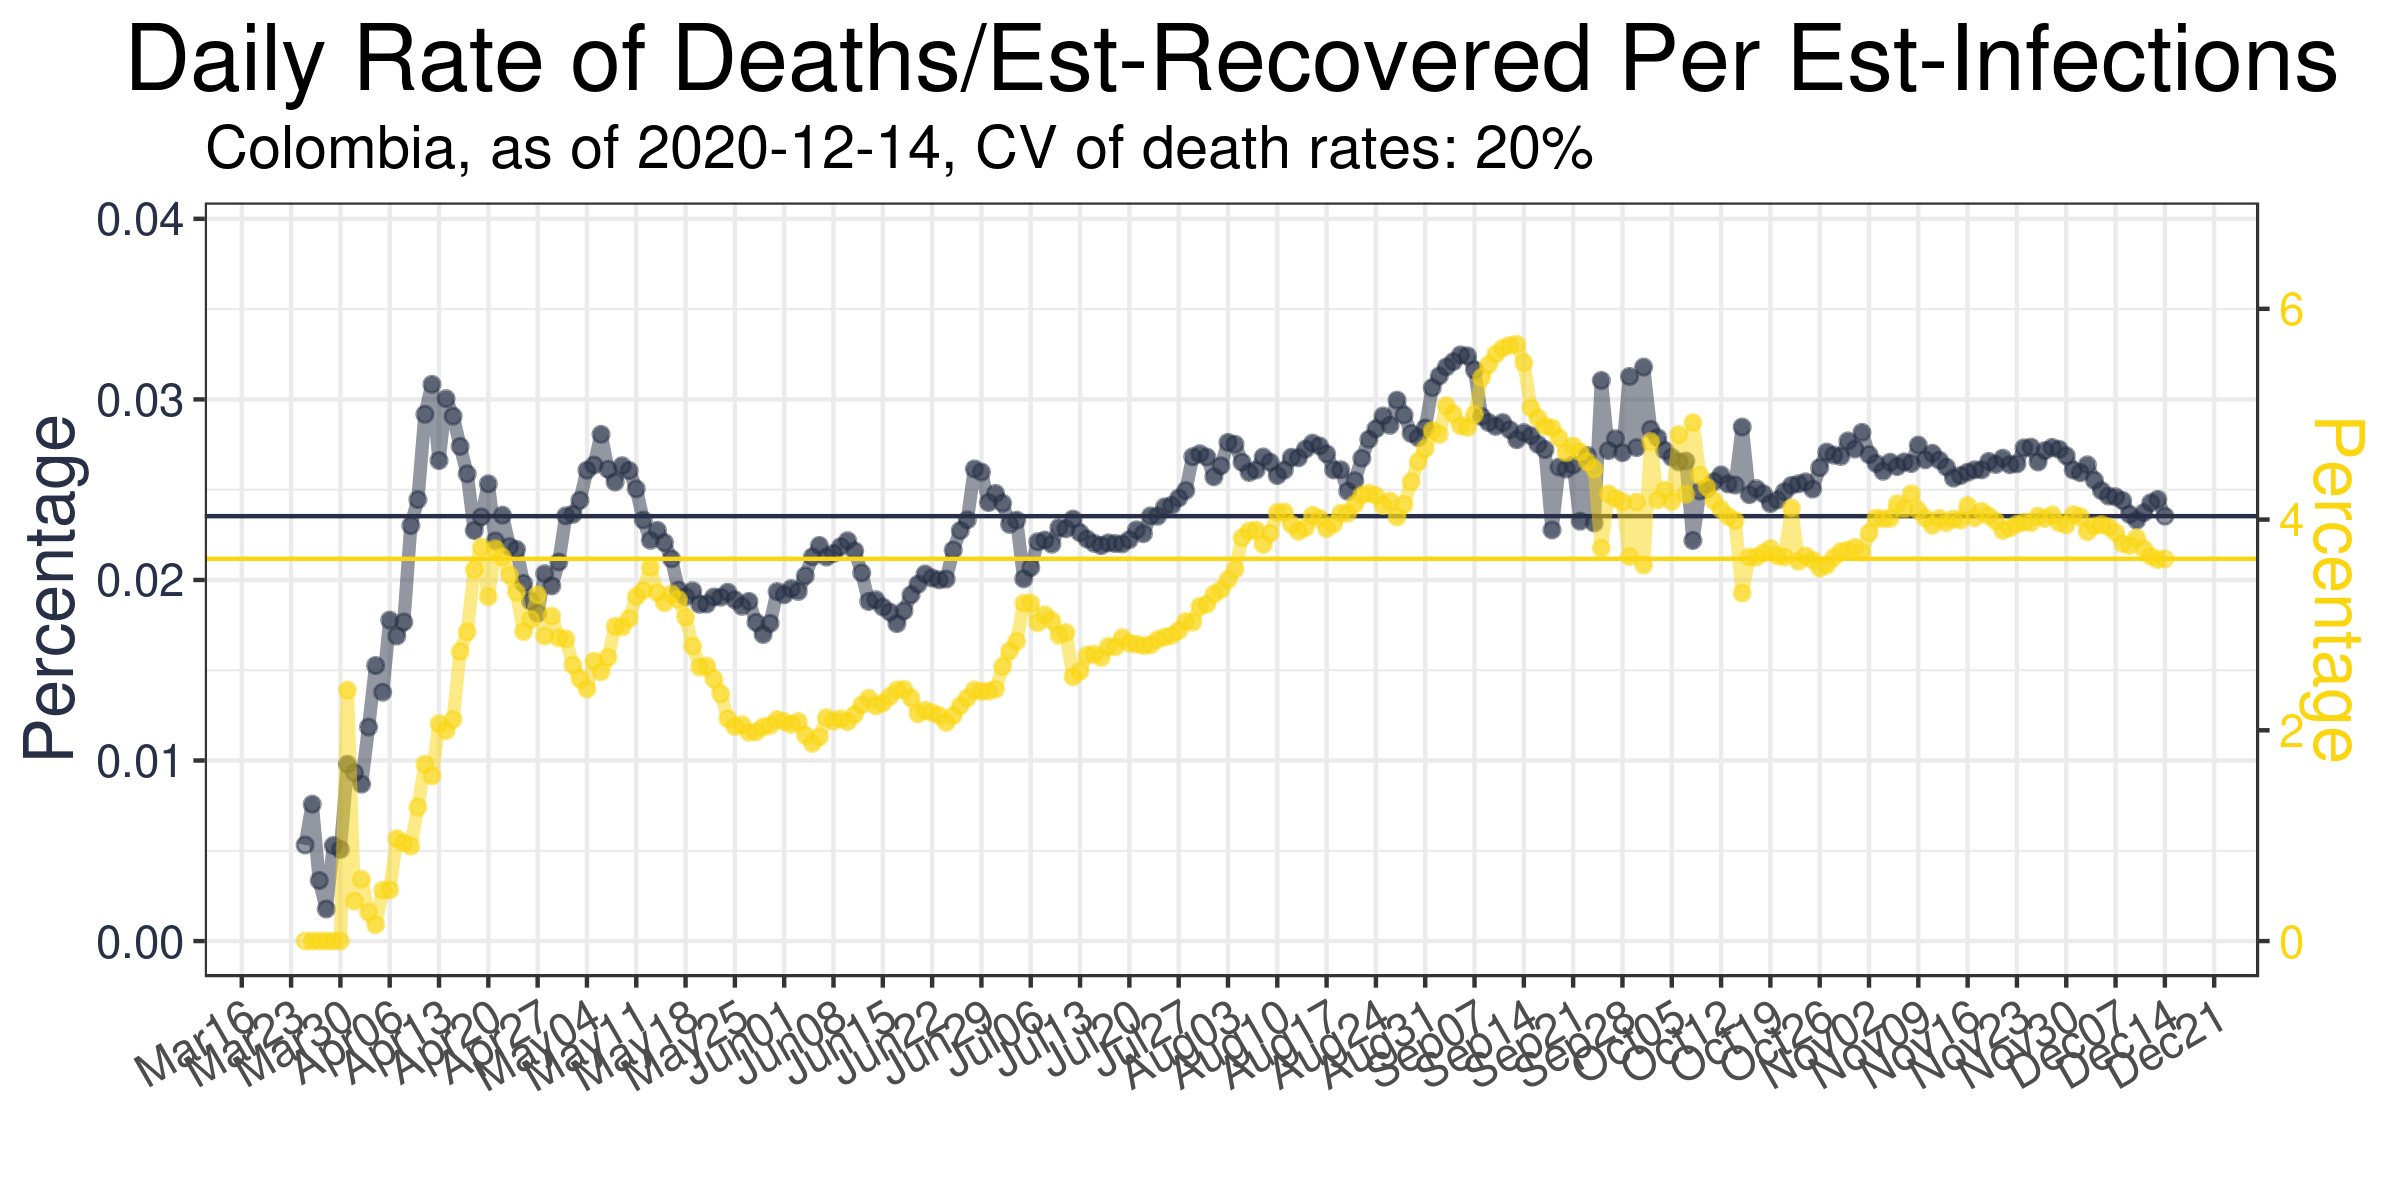 Daily Rate of Deaths/Est-Recovered Per Est-Infections
Colombia, as of 2020-12-14, CV of death rates: 20%
Percentage
0.04
0.03
0.02
0.01
0.00
6
4
2
0
Percentage
Mar16
Mar23
Mar30
Apr06
Apr13
Apr20
Apr27
May04
May11
May18
May25
Jun01
Jun08
Jun15
Jun22
Jun29
Jul06
Jul13
Jul20
Jul27
Aug03
Aug10
Aug17
Aug24
Aug31
Sep07
Sep14
Sep21
Sep28
Oct05
Oct12
Oct19
Oct26
Nov02
Nov09
Nov16
Nov23
Nov30
Dec07
Dec14
Dec21